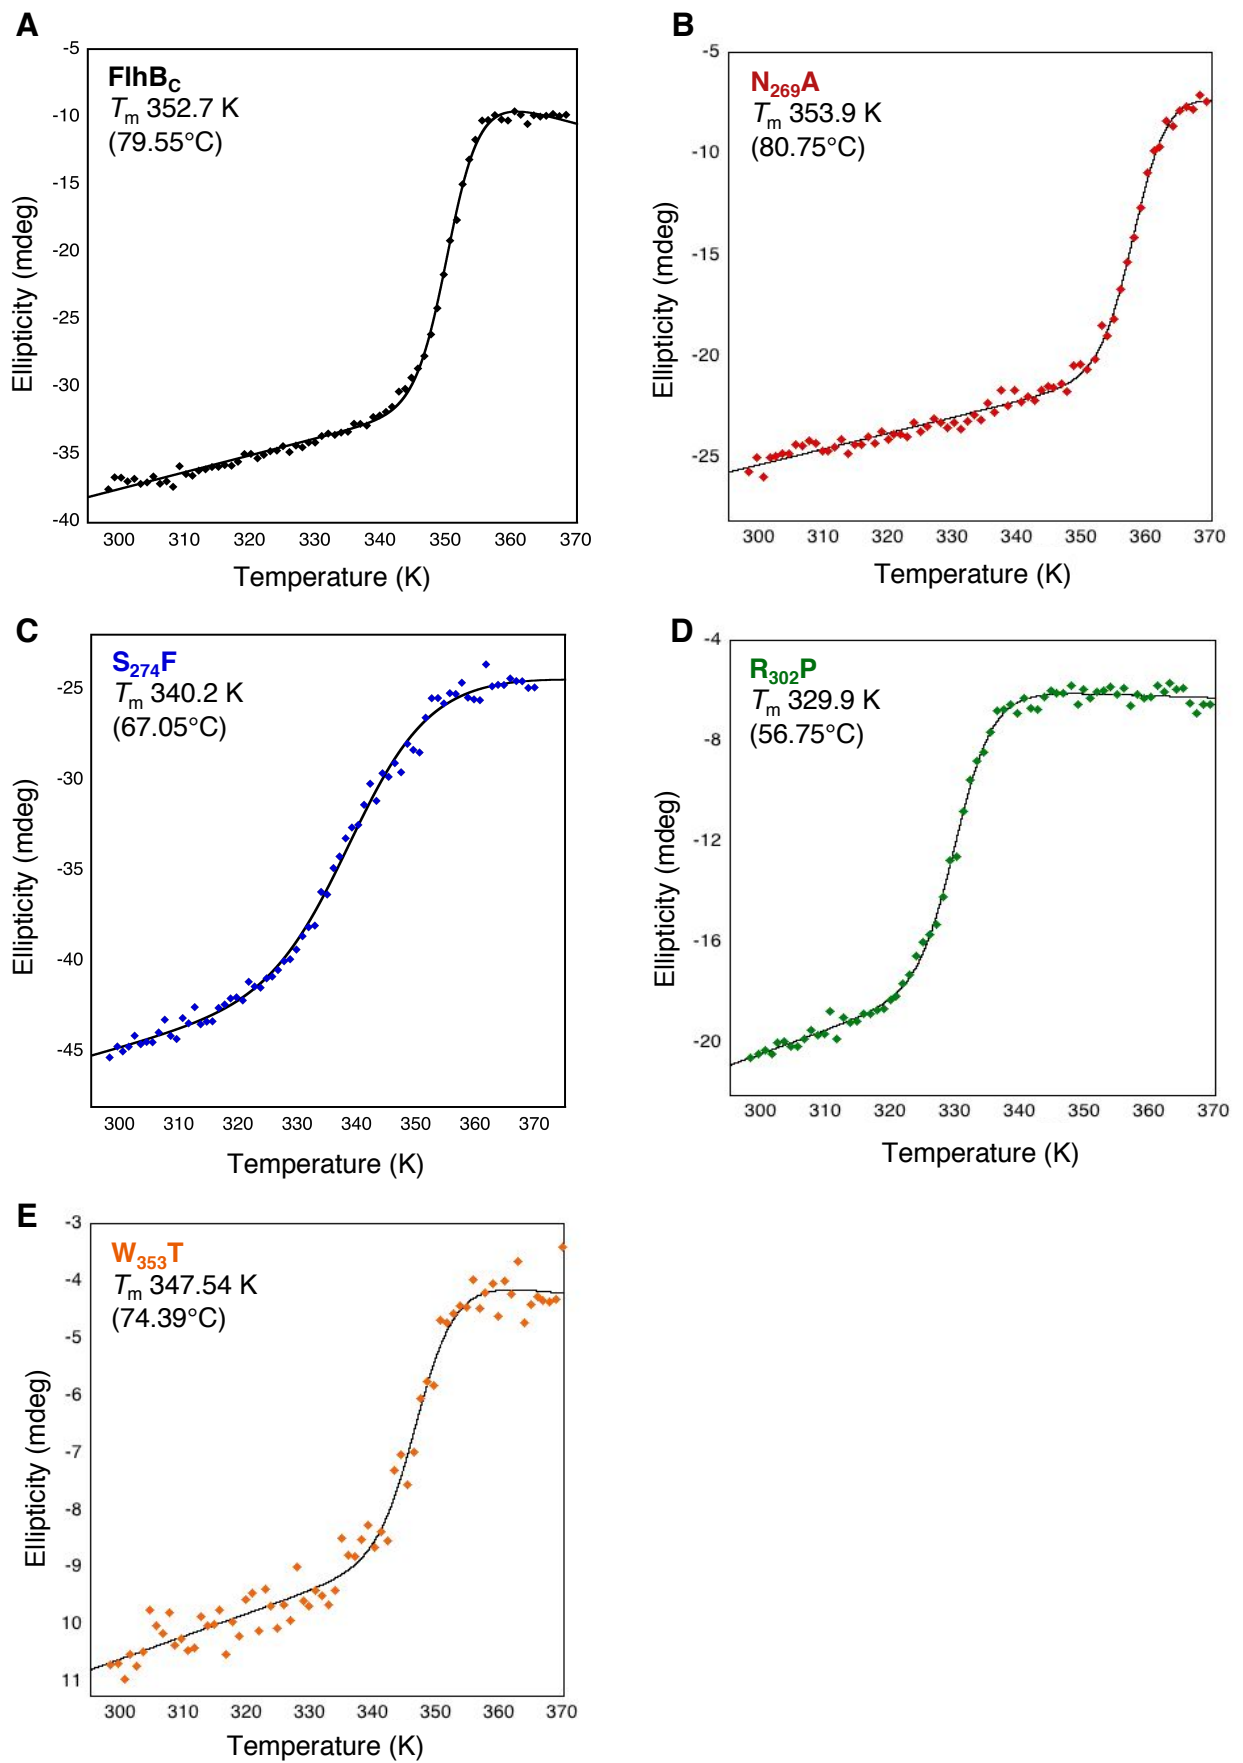 A
-5
-10
-15
-20
-25
-30
-35
-40
FlhBC
Tm 352.7 K
(79.55°C)
Ellipticity (mdeg)
300 310 320 330 340 350 360 370
Temperature (K)
B
-5
-10
-15
-20
-25
N269A
Tm 353.9 K
(80.75°C)
Ellipticity (mdeg)
300 310 320 330 340 350 360 370
Temperature (K)
C
-25
-30
-35
-40
-45
S274F
Tm 340.2 K
(67.05°C)
Ellipticity (mdeg)
300 310 320 330 340 350 360 370
Temperature (K)
D
-4
-8
-12
-16
-20
R302P
Tm 329.9 K
(56.75°C)
Ellipticity (mdeg)
300 310 320 330 340 350 360 370
Temperature (K)
E
-3
-4
-5
-6
-7
-8
-9
10
11
W353T
Tm 347.54 K
(74.39°C)
Ellipticity (mdeg)
300 310 320 330 340 350 360 370
Temperature (K)